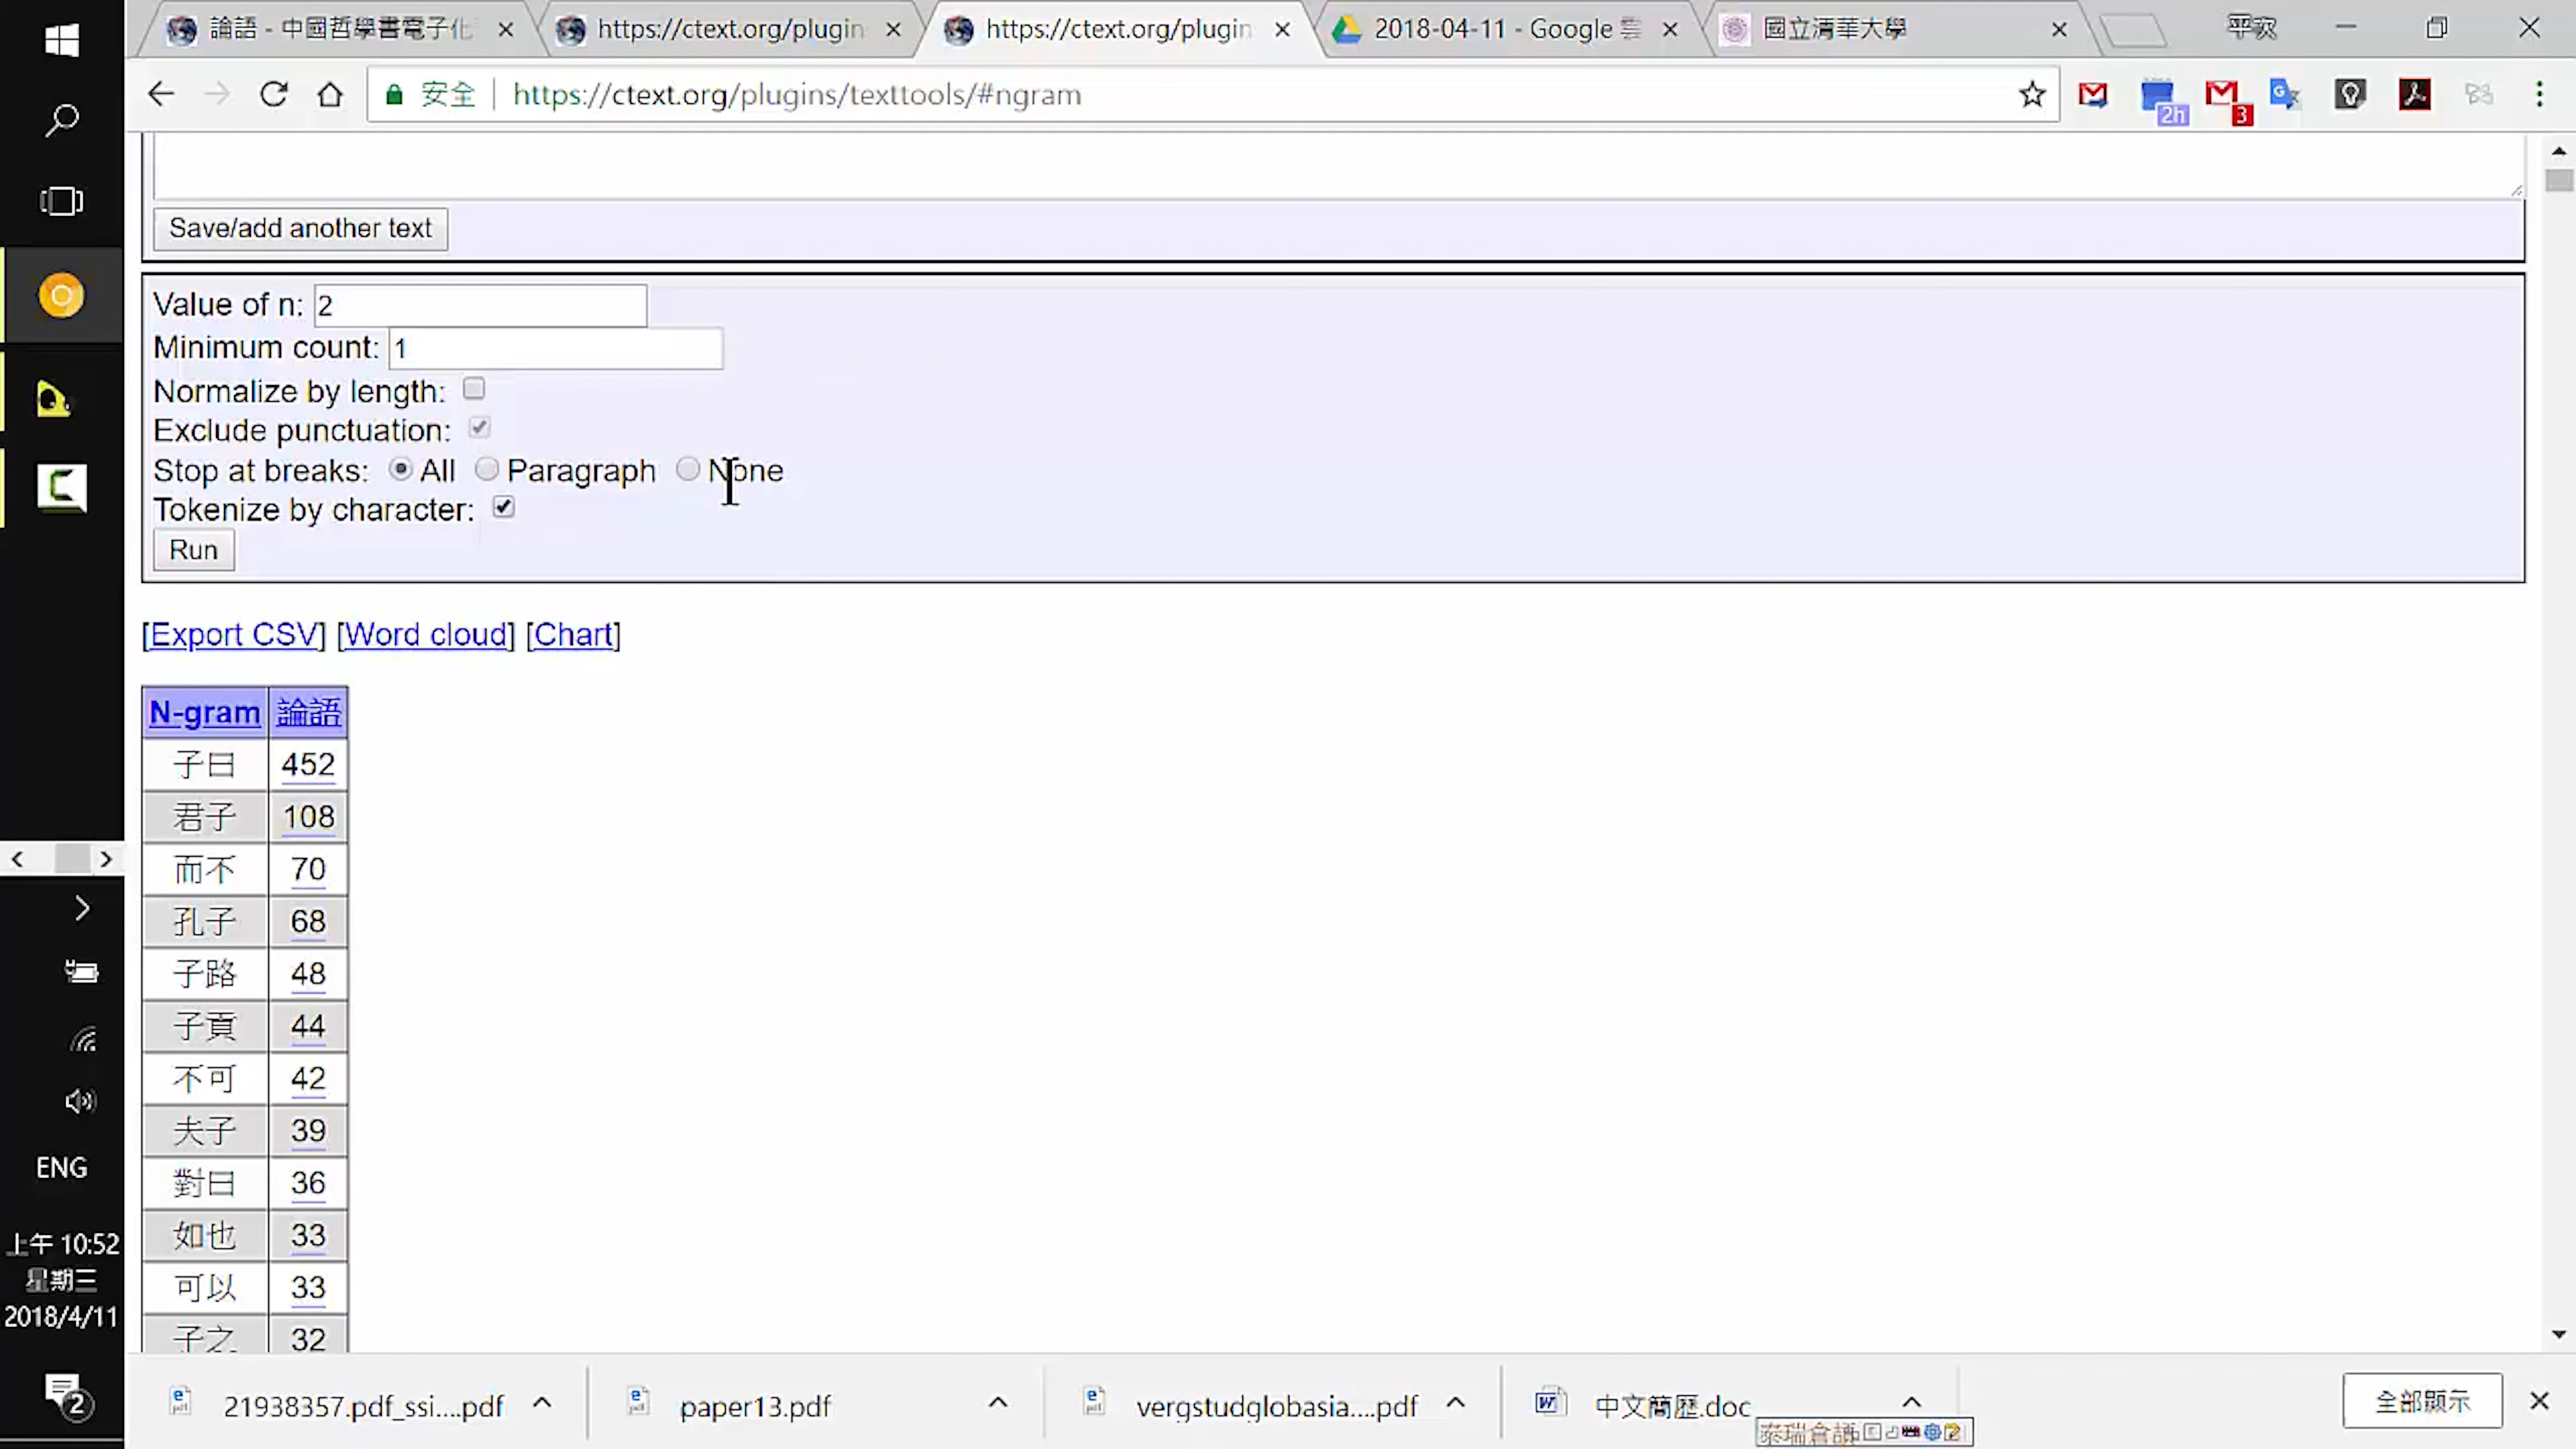 論語 - 中國哲學書電子化
https://ctext.org/plugin
https://ctext.org/plugin
2018-04-11 - Google 雲
國立清華大學
安全
https://ctext.org/plugins/texttools/#ngram
2h
3
Save/add another text
Value of n: 2
Minimum count: 1
Normalize by length:
Exclude punctuation:
Stop at breaks: All Paragraph None
Tokenize by character:
Run
[Export CSV] [Word cloud] [Chart]
N-gram 論語
子曰 452
君子 108
而不 70
孔子 68
子路 48
子貢 44
不可 42
夫子 39
對曰 36
如也 33
可以 33
子之 32
ENG
上午 10:52
星期三
2018/4/11
2
21938357.pdf_ssi....pdf
paper13.pdf
vergstudglobasia....pdf
中文簡歷.doc
全部顯示